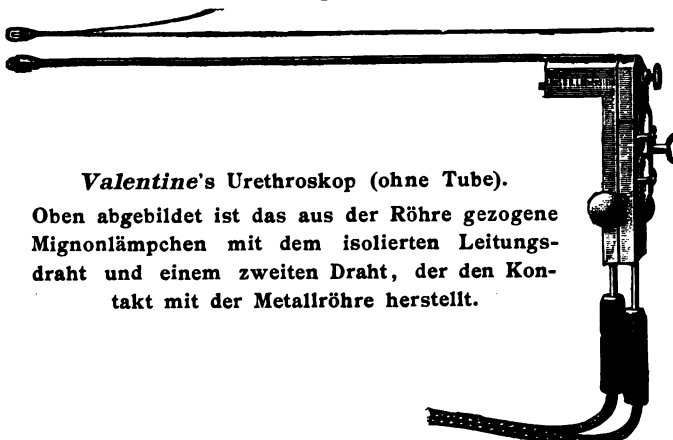 Valentine's Urethroskop (ohne Tube).
Oben abgebildet ist das aus der Röhre gezogene
Mignonlämpchen mit dem isolierten Leitungs-
draht und einem zweiten Draht, der den Kon-
takt mit der Metallröhre herstellt.